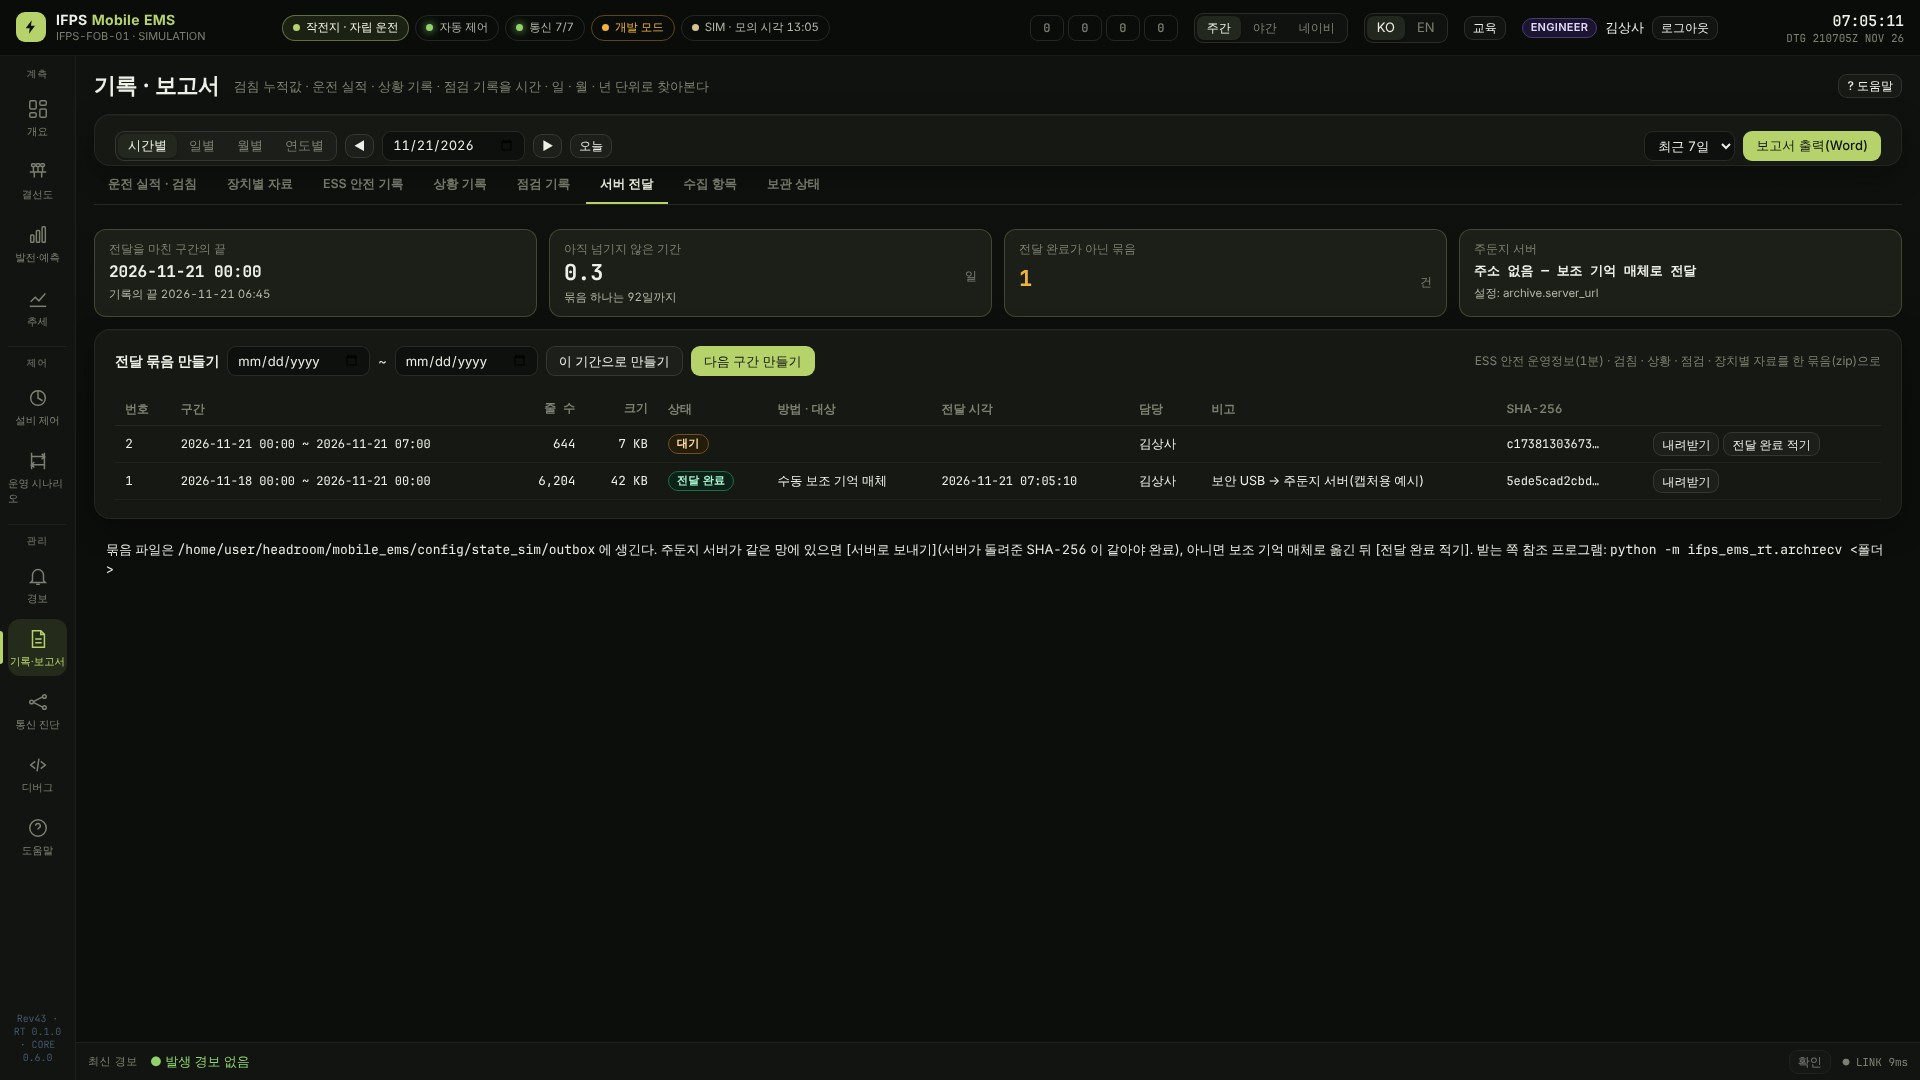 IFPS Mobile EMS
IFPS-FOB-01 · SIMULATION
작전지 · 자립 운전
자동 제어
통신 7/7
개발 모드
SIM · 모의 시각 13:05
0 0 0 0
주간 야간 네이비
KO EN
교육
ENGINEER 김상사 로그아웃
07:05:11
DTG 210705Z NOV 26
계측
개요
결선도
발전·예측
추세
제어
설비 제어
운영 시나리
오
관리
경보
기록·보고서
통신 진단
디버그
도움말
Rev43 ·
RT 0.1.0
· CORE
0.6.0
기록 · 보고서 검침 누적값 · 운전 실적 · 상황 기록 · 점검 기록을 시간 · 일 · 월 · 년 단위로 찾아본다
? 도움말
시간별 일별 월별 연도별 ◀ 11/21/2026 ▶ 오늘
최근 7일 보고서 출력(Word)
운전 실적 · 검침 장치별 자료 ESS 안전 기록 상황 기록 점검 기록 서버 전달 수집 항목 보관 상태
전달을 마친 구간의 끝
2026-11-21 00:00
기록의 끝 2026-11-21 06:45
아직 넘기지 않은 기간
0.3 일
묶음 하나는 92일까지
전달 완료가 아닌 묶음
1 건
주둔지 서버
주소 없음 — 보조 기억 매체로 전달
설정: archive.server_url
전달 묶음 만들기 mm/dd/yyyy ~ mm/dd/yyyy 이 기간으로 만들기 다음 구간 만들기
ESS 안전 운영정보(1분) · 검침 · 상황 · 점검 · 장치별 자료를 한 묶음(zip)으로
번호 구간 줄 수 크기 상태 방법 · 대상 전달 시각 담당 비고 SHA-256
2 2026-11-21 00:00 ~ 2026-11-21 07:00 644 7 KB 대기 김상사 c17381303673… 내려받기 전달 완료 적기
1 2026-11-18 00:00 ~ 2026-11-21 00:00 6,204 42 KB 전달 완료 수동 보조 기억 매체 2026-11-21 07:05:10 김상사 보안 USB → 주둔지 서버(캡처용 예시) 5ede5cad2cbd… 내려받기
묶음 파일은 /home/user/headroom/mobile_ems/config/state_sim/outbox 에 생긴다. 주둔지 서버가 같은 망에 있으면 [서버로 보내기](서버가 돌려준 SHA-256 이 같아야 완료), 아니면 보조 기억 매체로 옮긴 뒤 [전달 완료 적기]. 받는 쪽 참조 프로그램: python -m ifps_ems_rt.archrecv <폴더
>
최신 경보 발생 경보 없음
확인 LINK 9ms